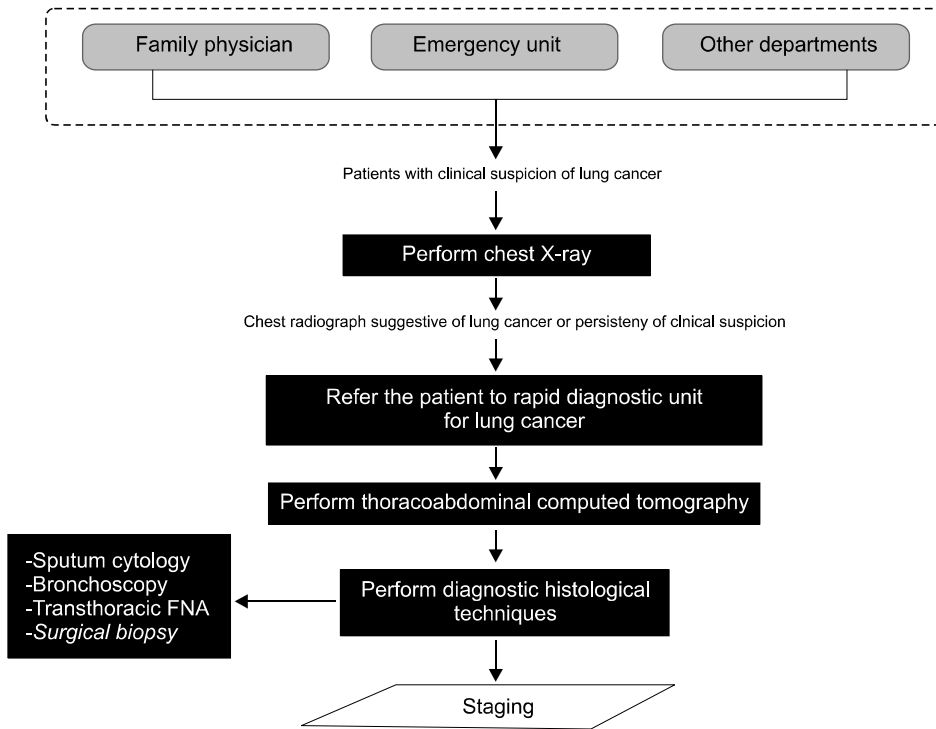 Family physician
Emergency unit
Other departments
Patients with clinical suspicion of lung cancer
Perform chest X-ray
Chest radiograph suggestive of lung cancer or persisteny of clnical suspicion
Refer the patient to rapid diagnostic unit
for lung cancer
Perform thoracoabdominal computed tomography
-Sputum cytology
-Bronchoscopy
-Transthoracic FNA
-Surgical biopsy
Perform diagnostic histological
techniques
Staging